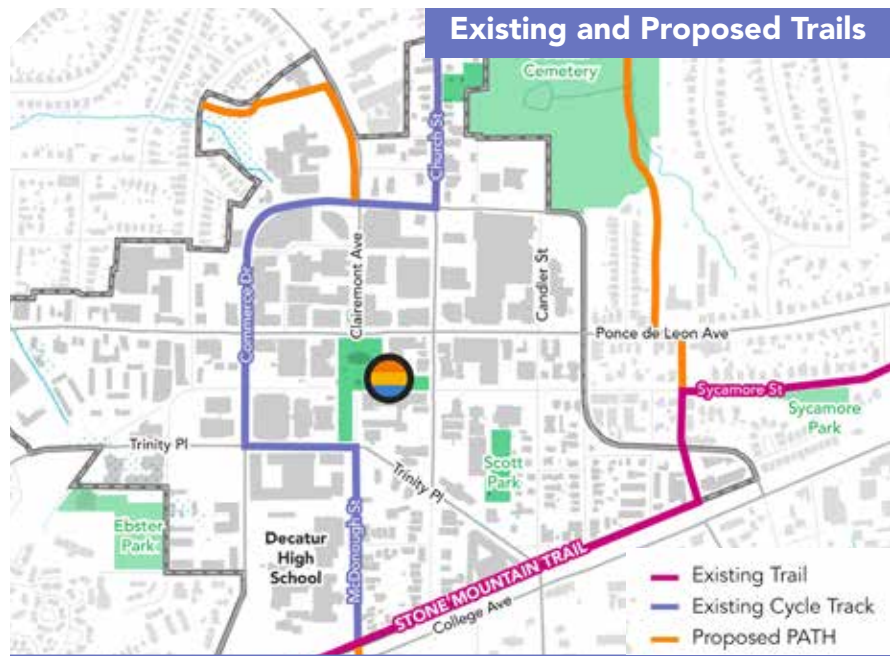 Existing and Proposed Trails
Cemetery
Church St
Clairemont Ave
Commerce Dr
Candler St
Ponce de Leon Ave
Sycamore St
Sycamore
Park
Trinity Pl
Trinity Pl
Scott
Park
Ebster
Park
Decatur
High
School
McDonough St
STONE MOUNTAIN TRAIL
College Ave
Existing Trail
Existing Cycle Track
Proposed PATH